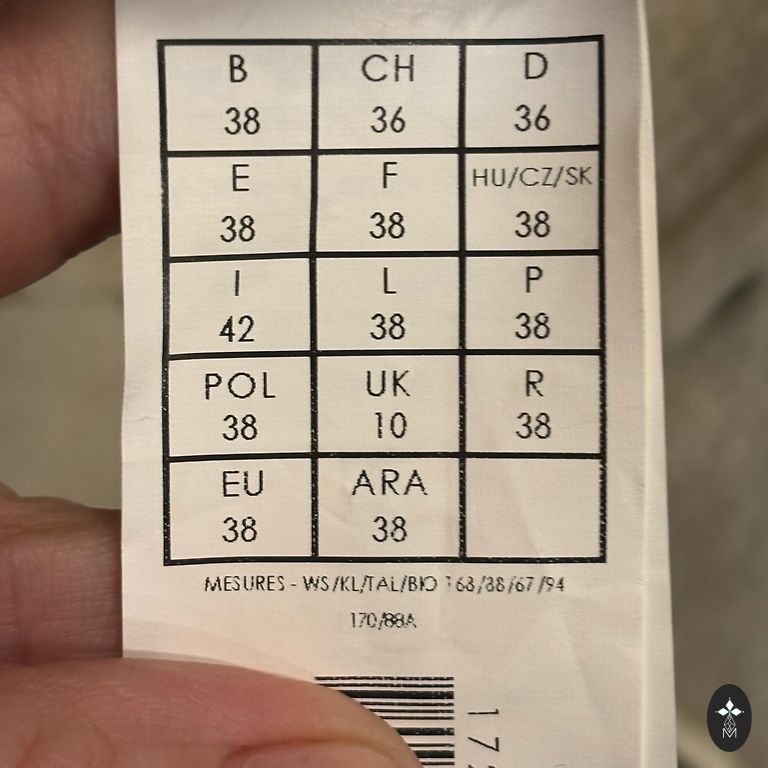 B CH D
38 36 36
E F HU/CZ/SK
38 38 38
I L P
42 38 38
POL UK R
38 10 38
EU ARA
38 38
MESURES - WS/KL/TAL/BIO 168/88/67/94
170/88A
M